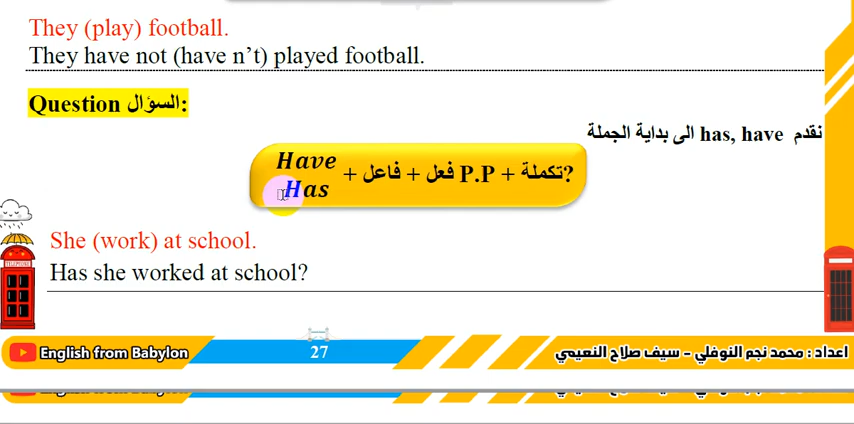 They (play) football.
They have not (have n’t) played football.
Question السؤال:
نقدم has, have الى بداية الجملة
Have
Has
+ فاعل + فعل P.P + تكملة?
She (work) at school.
Has she worked at school?
TELEPHONE
English from Babylon
27
اعداد : محمد نجم النوفلي - سيف صلاح النعيمي